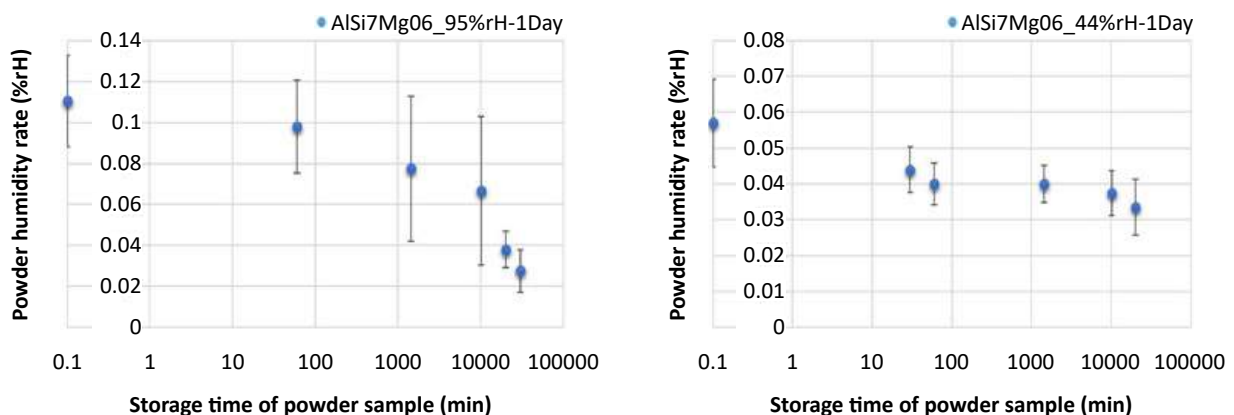 AlSi7Mg06_95%rH-1Day
0.14
0.12
0.1
0.08
0.06
0.04
0.02
0
Powder humidity rate (%rH)
0.1 1 10 100 1000 10000 100000
Storage time of powder sample (min)
AlSi7Mg06_44%rH-1Day
0.08
0.07
0.06
0.05
0.04
0.03
0.02
0.01
0
Powder humidity rate (%rH)
0.1 1 10 100 1000 10000 100000
Storage time of powder sample (min)